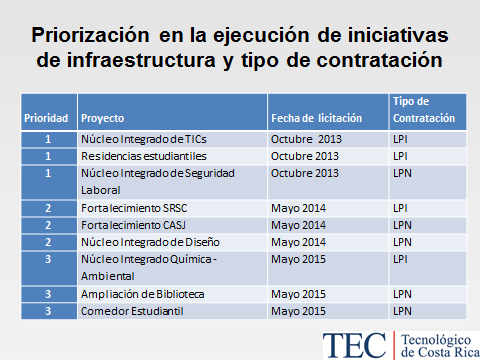 Priorización en la ejecución de iniciativas
de infraestructura y tipo de contratación
Prioridad Proyecto Fecha de licitación Tipo de
Contratación
1 Núcleo Integrado de TICs Octubre 2013 LPI
1 Residencias estudiantiles Octubre 2013 LPI
1 Núcleo Integrado de Seguridad Octubre 2013 LPN
Laboral
2 Fortalecimiento SRSC Mayo 2014 LPI
2 Fortalecimiento CASJ Mayo 2014 LPN
2 Núcleo Integrado de Diseño Mayo 2014 LPN
3 Núcleo Integrado Química - Mayo 2015 LPI
Ambiental
3 Ampliación de Biblioteca Mayo 2015 LPN
3 Comedor Estudiantil Mayo 2015 LPN
TEC Tecnológico
de Costa Rica